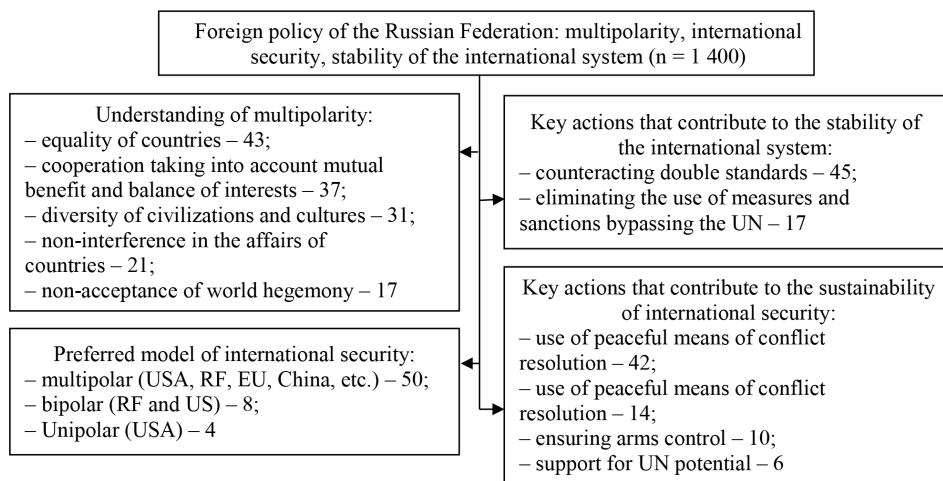 Foreign policy of the Russian Federation: multipolarity, international
security, stability of the international system (n = 1 400)
Understanding of multipolarity:
– equality of countries – 43;
– cooperation taking into account mutual
benefit and balance of interests – 37;
– diversity of civilizations and cultures – 31;
– non-interference in the affairs of
countries – 21;
– non-acceptance of world hegemony – 17
Preferred model of international security:
– multipolar (USA, RF, EU, China, etc.) – 50;
– bipolar (RF and US) – 8;
– Unipolar (USA) – 4
Key actions that contribute to the stability of
the international system:
– counteracting double standards – 45;
– eliminating the use of measures and
sanctions bypassing the UN – 17
Key actions that contribute to the sustainability
of international security:
– use of peaceful means of conflict
resolution – 42;
– use of peaceful means of conflict
resolution – 14;
– ensuring arms control – 10;
– support for UN potential – 6